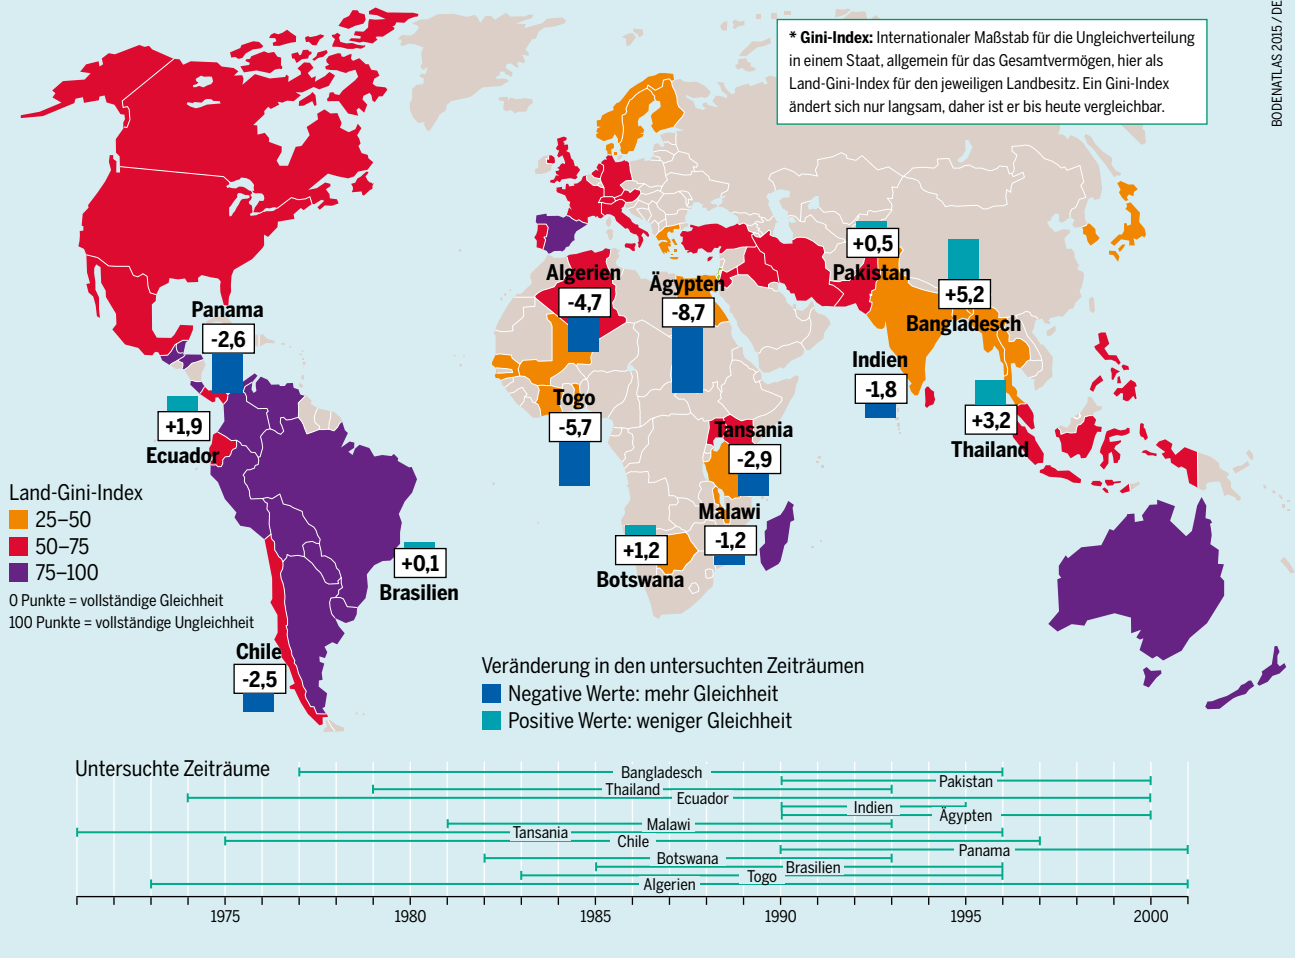 * Gini-Index: Internationaler Maßstab für die Ungleichverteilung
in einem Staat, allgemein für das Gesamtvermögen, hier als
Land-Gini-Index für den jeweiligen Landbesitz. Ein Gini-Index
ändert sich nur langsam, daher ist er bis heute vergleichbar.
BODENATLAS 2015 / DE
Panama
-2,6
+1,9
Ecuador
Algerien
-4,7
Ägypten
-8,7
+0,5
Pakistan
+5,2
Bangladesch
Indien
-1,8
+3,2
Thailand
Togo
-5,7
Tansania
-2,9
Malawi
-1,2
+1,2
Botswana
+0,1
Brasilien
Chile
-2,5
Land-Gini-Index
25–50
50–75
75–100
0 Punkte = vollständige Gleichheit
100 Punkte = vollständige Ungleichheit
Veränderung in den untersuchten Zeiträumen
Negative Werte: mehr Gleichheit
Positive Werte: weniger Gleichheit
Untersuchte Zeiträume
Bangladesch
Pakistan
Thailand
Ecuador
Indien
Ägypten
Malawi
Tansania
Chile
Panama
Botswana
Brasilien
Togo
Algerien
1975 1980 1985 1990 1995 2000